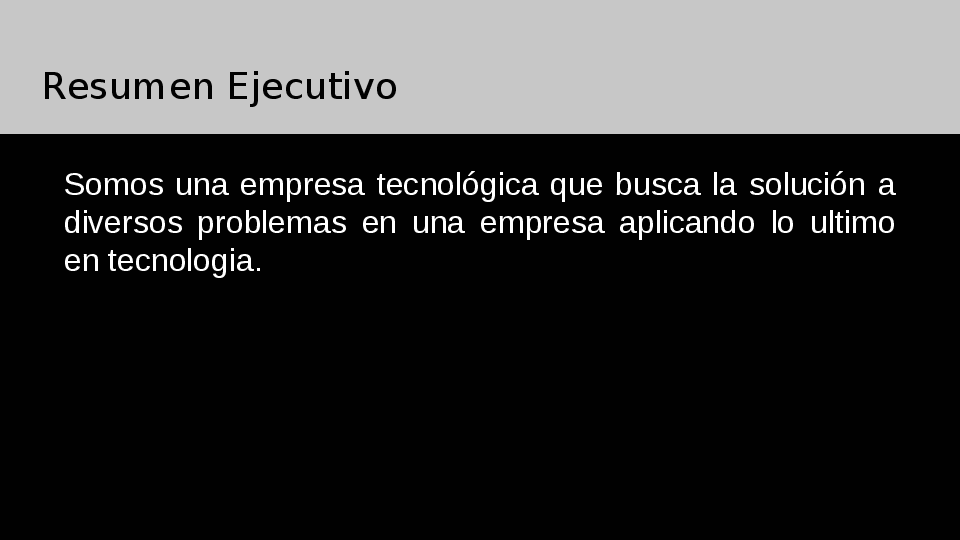 Resumen Ejecutivo
Somos una empresa tecnológica que busca la solución a
diversos problemas en una empresa aplicando lo ultimo
en tecnologia.